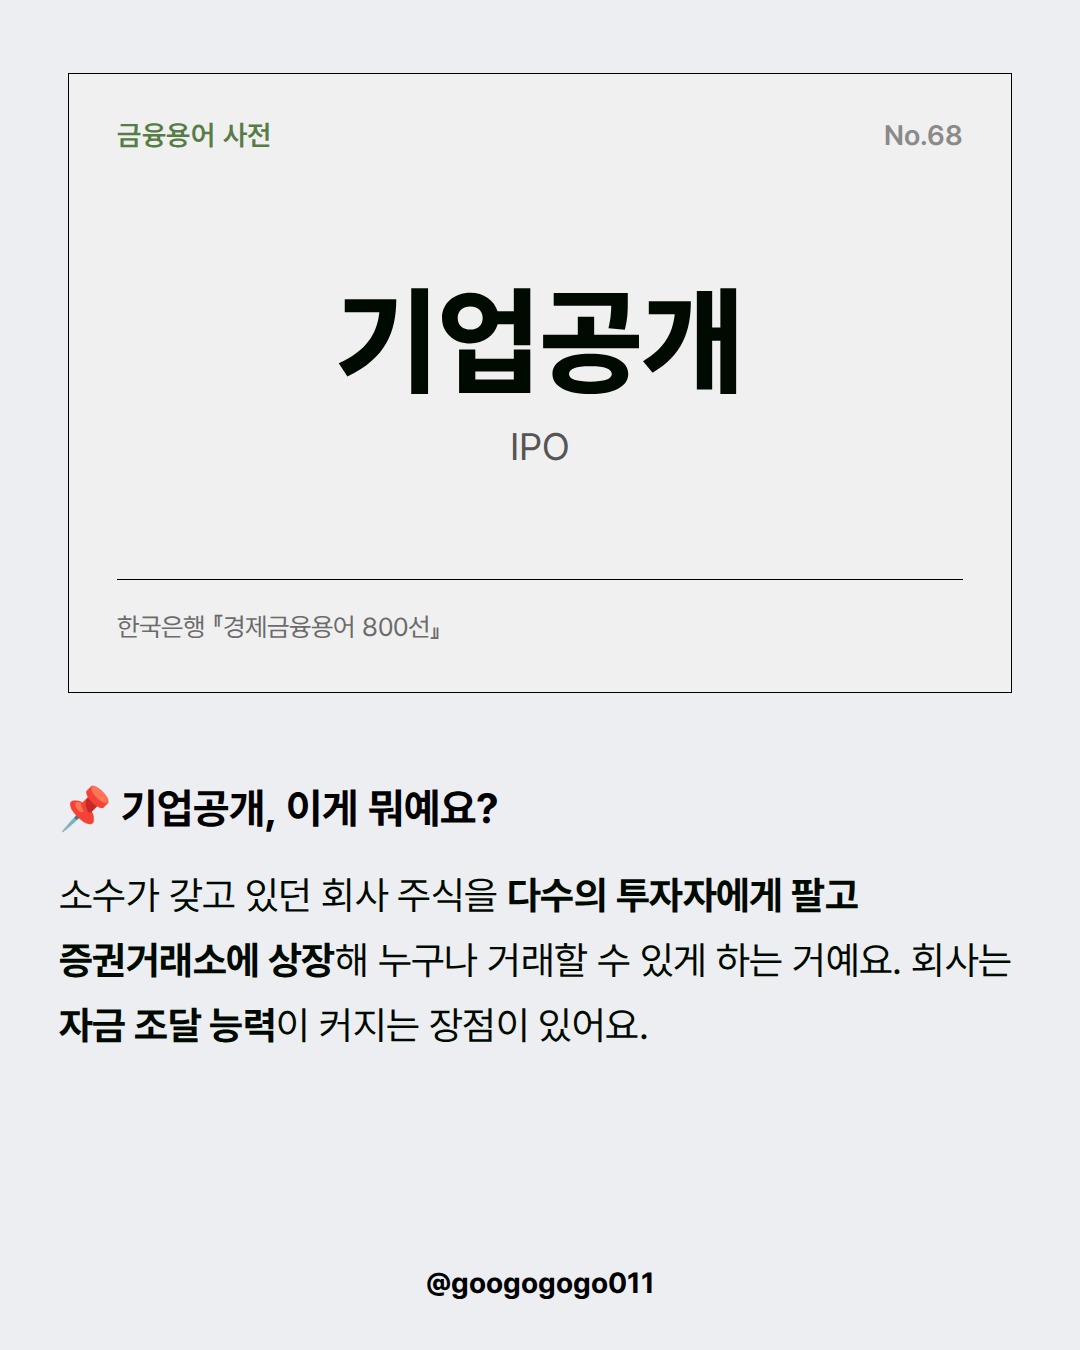 금융용어 사전
No.68
기업공개
IPO
한국은행 『경제금융용어 800선』
📌 기업공개, 이게 뭐예요?
소수가 갖고 있던 회사 주식을 다수의 투자자에게 팔고
증권거래소에 상장해 누구나 거래할 수 있게 하는 거예요. 회사는
자금 조달 능력이 커지는 장점이 있어요.
@googogogo011